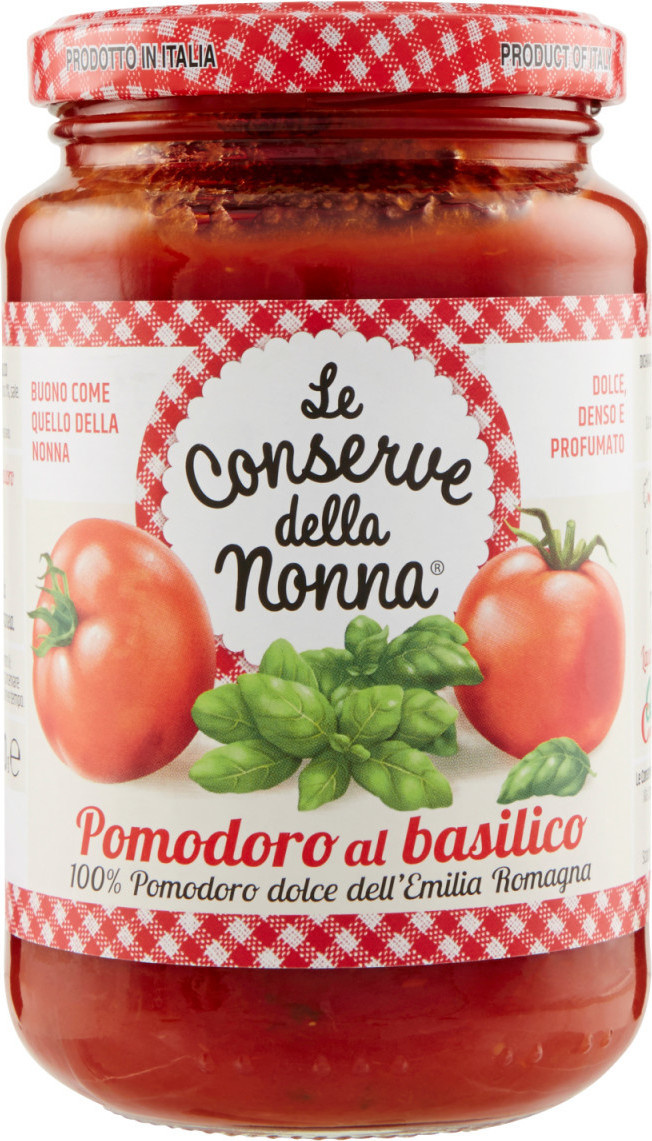 PRODOTTO IN ITALIA
PRODUCT OF ITALY
BUONO COME
QUELLO DELLA
NONNA
DOLCE,
DENSO E
PROFUMATO
Le
Conserve
della
Nonna®
Pomodoro al basilico
100% Pomodoro dolce dell'Emilia Romagna